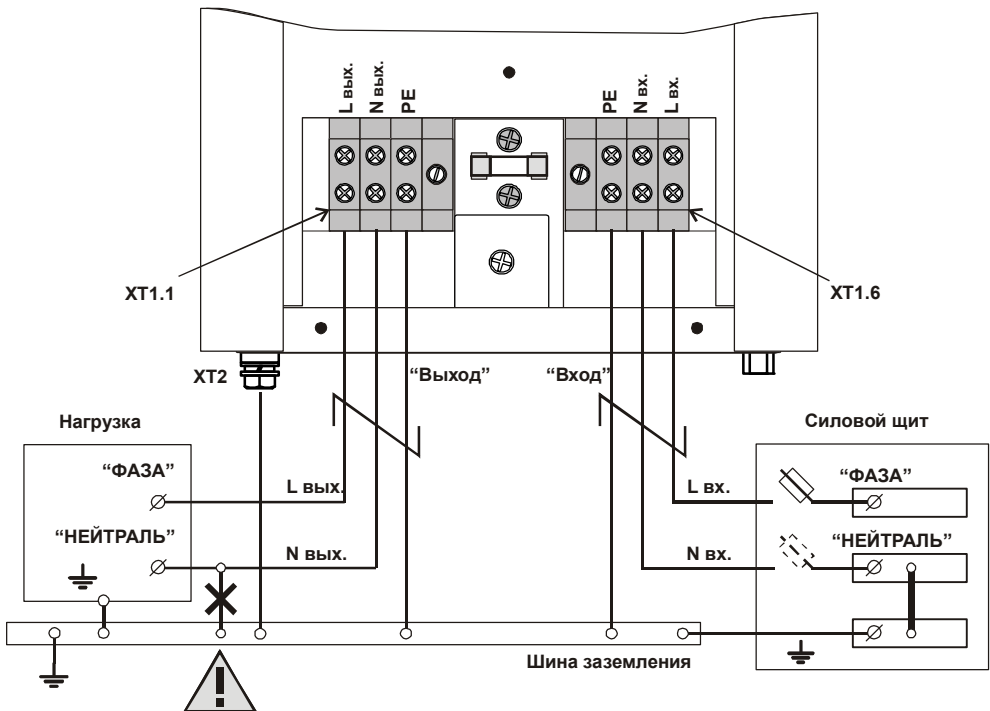 L вых.
N вых.
PE
PE
N вх.
L вх.
XT1.1
XT1.6
XT2
“Выход”
“Вход”
Нагрузка
Силовой щит
“ФАЗА”
“ФАЗА”
L вых.
L вх.
“НЕЙТРАЛЬ”
“НЕЙТРАЛЬ”
N вых.
N вх.
Шина заземления
!